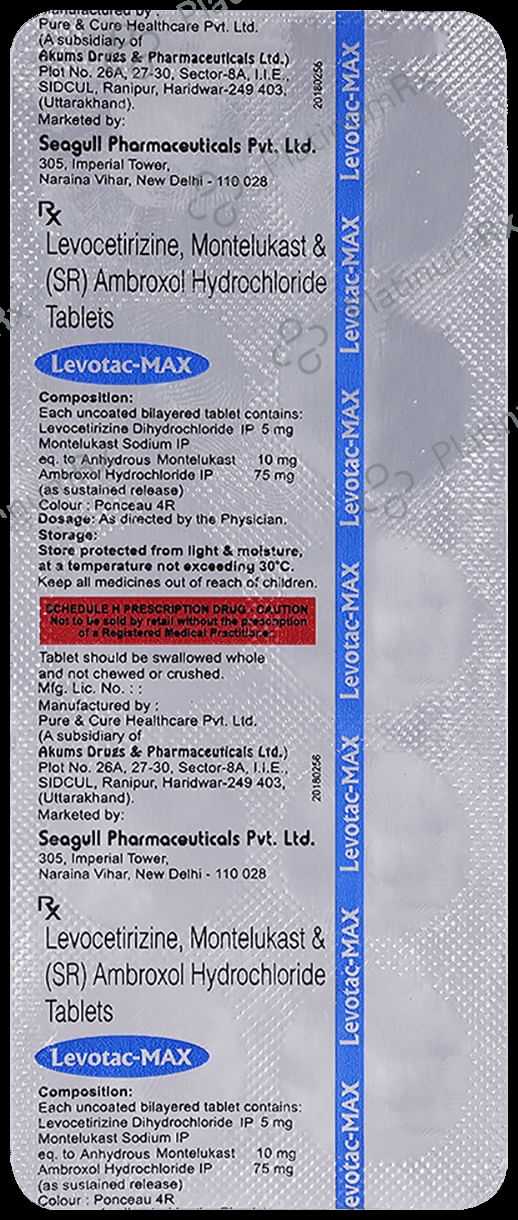 Manufactured by :
Pure & Cure Healthcare Pvt. Ltd.
(A subsidiary of
Akums Drugs & Pharmaceuticals Ltd.)
Plot No. 26A, 27-30, Sector-8A, I.I.E.,
SIDCUL, Ranipur, Haridwar-249 403,
(Uttarakhand).
Marketed by:
Seagull Pharmaceuticals Pvt. Ltd.
305, Imperial Tower,
Naraina Vihar, New Delhi - 110 028
20180256
Rx
Levocetirizine, Montelukast &
(SR) Ambroxol Hydrochloride
Tablets
Levotac-MAX
Composition:
Each uncoated bilayered tablet contains:
Levocetirizine Dihydrochloride IP 5 mg
Montelukast Sodium IP
eq. to Anhydrous Montelukast 10 mg
Ambroxol Hydrochloride IP 75 mg
(as sustained release)
Colour : Ponceau 4R
Dosage: As directed by the Physician.
Storage:
Store protected from light & moisture,
at a temperature not exceeding 30°C.
Keep all medicines out of reach of children.
SCHEDULE H PRESCRIPTION DRUG - CAUTION
Not to be sold by retail without the prescription
of a Registered Medical Practitioner
Tablet should be swallowed whole
and not chewed or crushed.
Mfg. Lic. No. : :
Manufactured by :
Pure & Cure Healthcare Pvt. Ltd.
(A subsidiary of
Akums Drugs & Pharmaceuticals Ltd.)
Plot No. 26A, 27-30, Sector-8A, I.I.E.,
SIDCUL, Ranipur, Haridwar-249 403,
(Uttarakhand).
Marketed by:
Seagull Pharmaceuticals Pvt. Ltd.
305, Imperial Tower,
Naraina Vihar, New Delhi - 110 028
20180256
Rx
Levocetirizine, Montelukast &
(SR) Ambroxol Hydrochloride
Tablets
Levotac-MAX
Composition:
Each uncoated bilayered tablet contains:
Levocetirizine Dihydrochloride IP 5 mg
Montelukast Sodium IP
eq. to Anhydrous Montelukast 10 mg
Ambroxol Hydrochloride IP 75 mg
(as sustained release)
Colour : Ponceau 4R
Levotac-MAX
Levotac-MAX
Levotac-MAX
Levotac-MAX
Levotac-MAX
Levotac-MAX
evotac-MAX
PlatinumRx
PlatinumRx